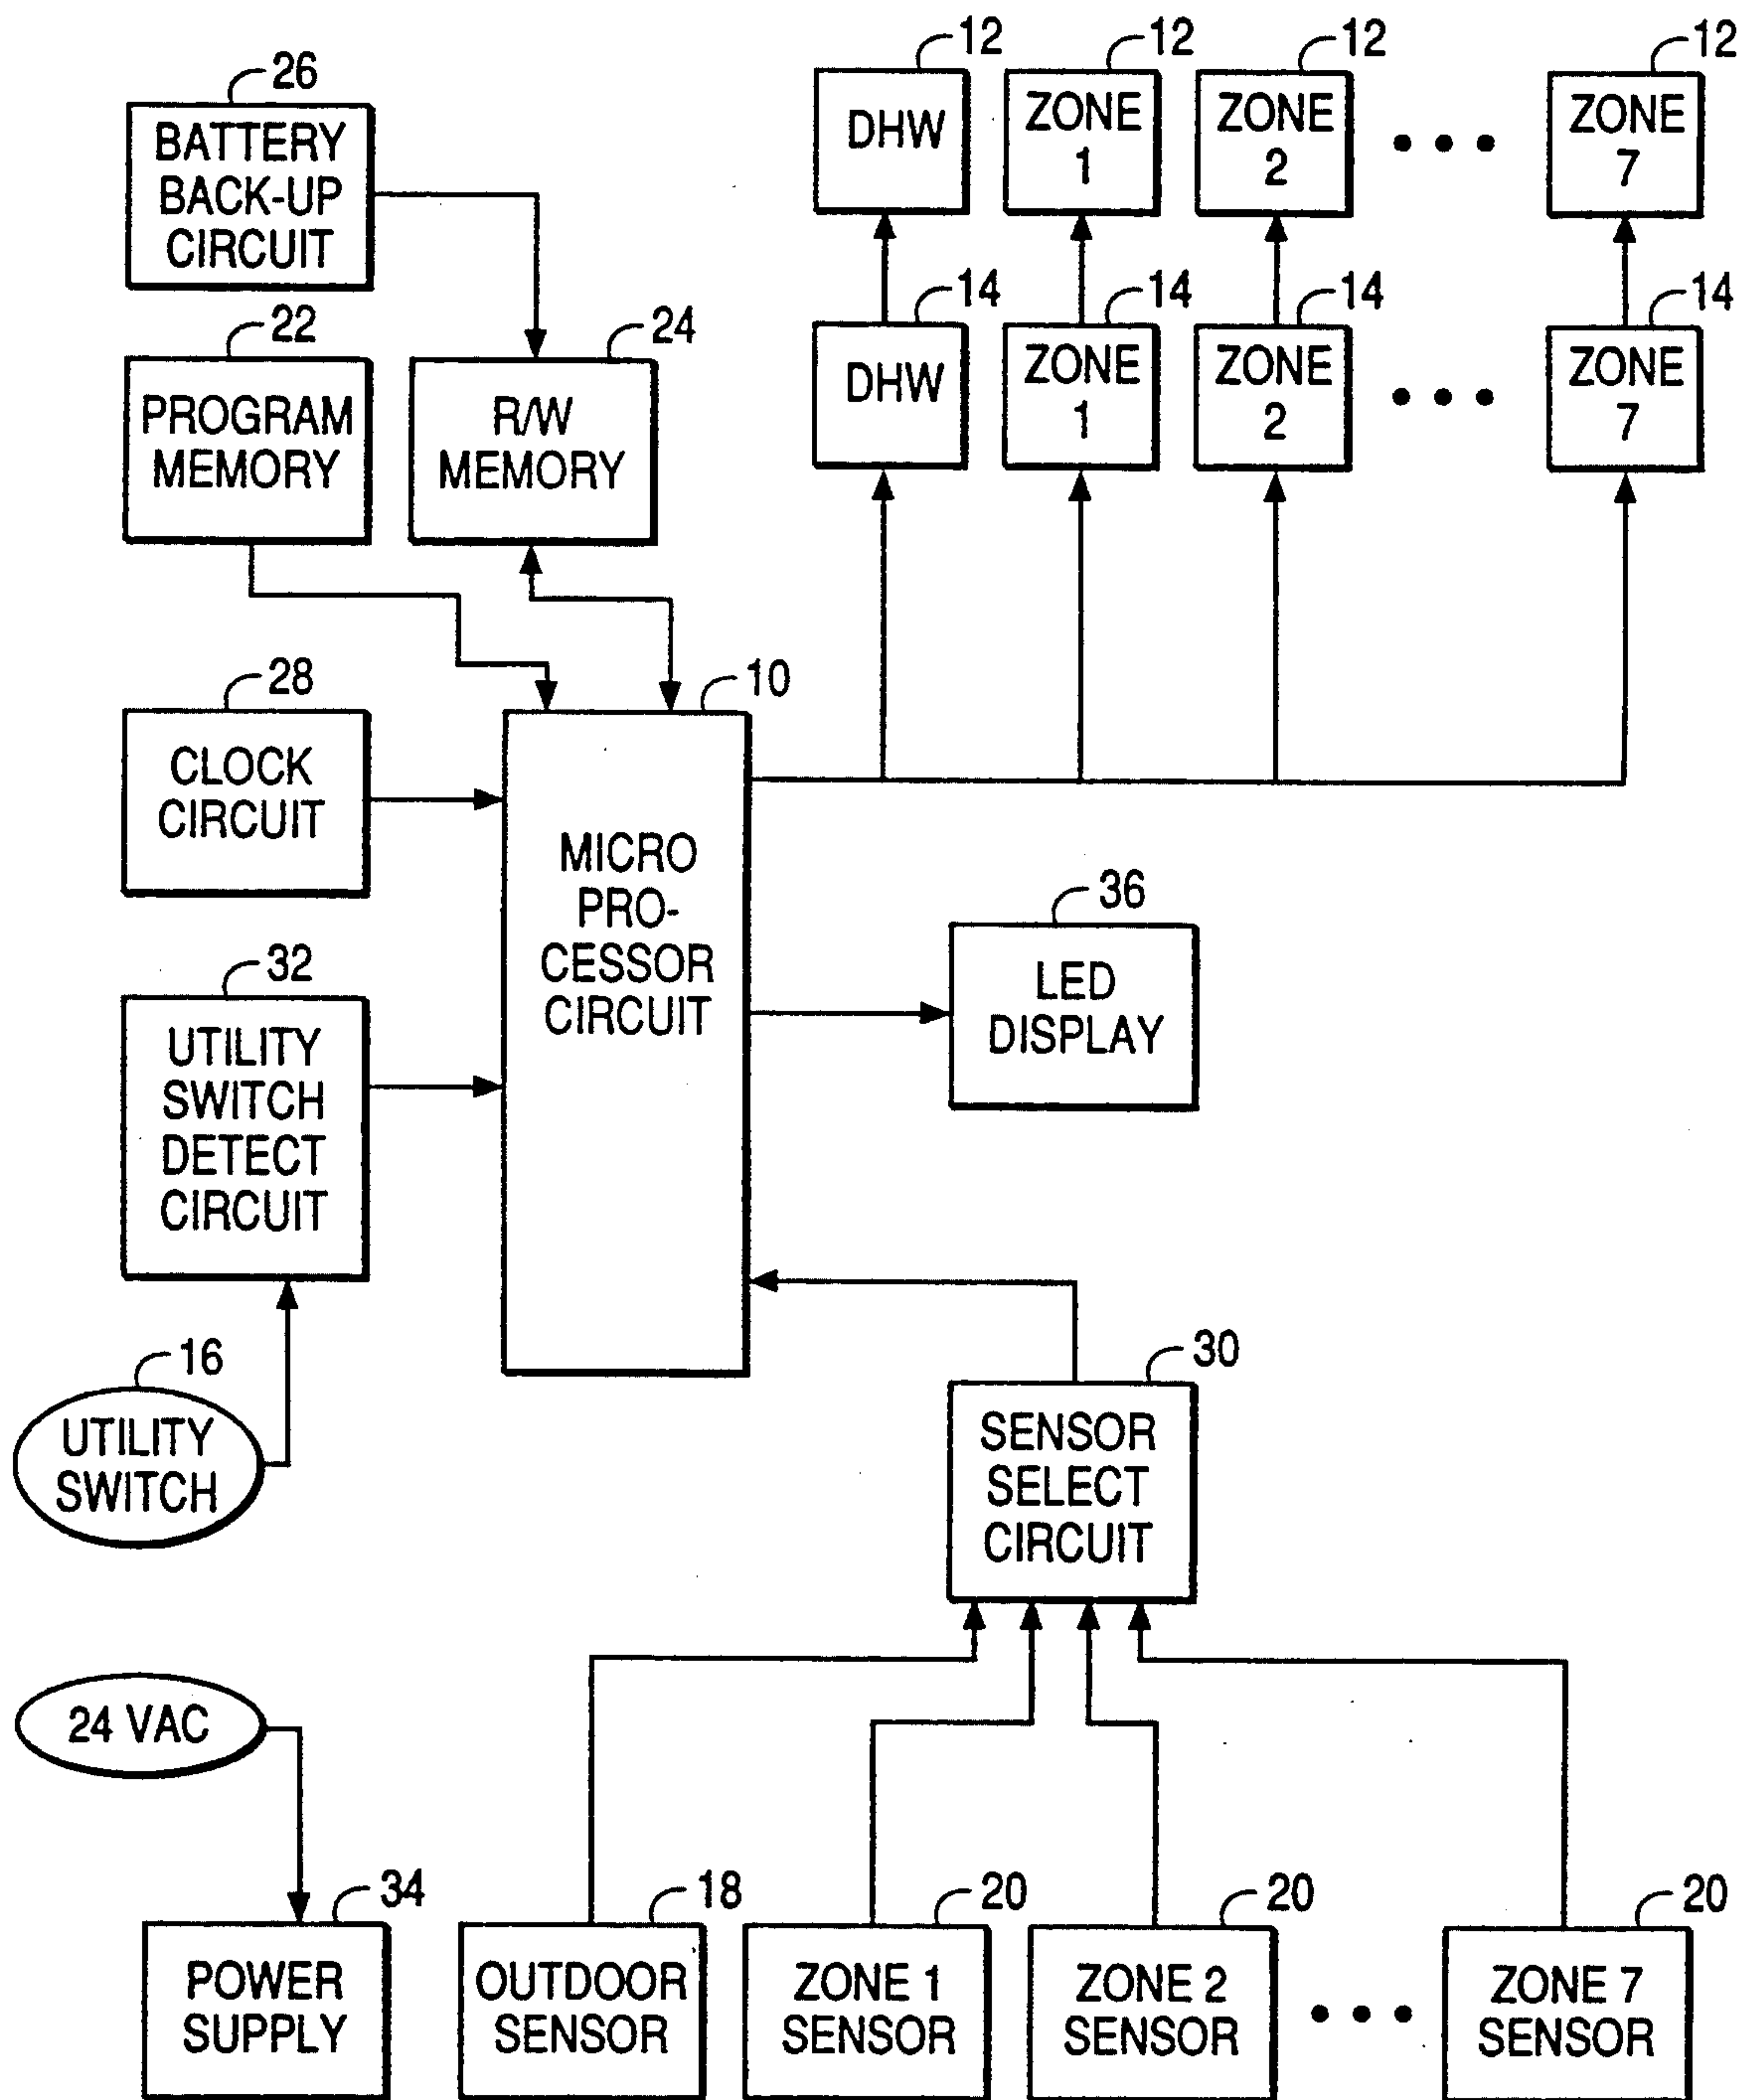 12
12
12
12
26
BATTERY
BACK-UP
CIRCUIT
DHW
ZONE
1
ZONE
2
• • •
ZONE
7
14
14
14
14
22
24
PROGRAM
MEMORY
R/W
MEMORY
DHW
ZONE
1
ZONE
2
• • •
ZONE
7
28
10
CLOCK
CIRCUIT
MICRO
PRO-
CESSOR
CIRCUIT
36
LED
DISPLAY
32
UTILITY
SWITCH
DETECT
CIRCUIT
16
UTILITY
SWITCH
30
SENSOR
SELECT
CIRCUIT
24 VAC
34
POWER
SUPPLY
18
OUTDOOR
SENSOR
20
ZONE 1
SENSOR
20
ZONE 2
SENSOR
• • •
20
ZONE 7
SENSOR